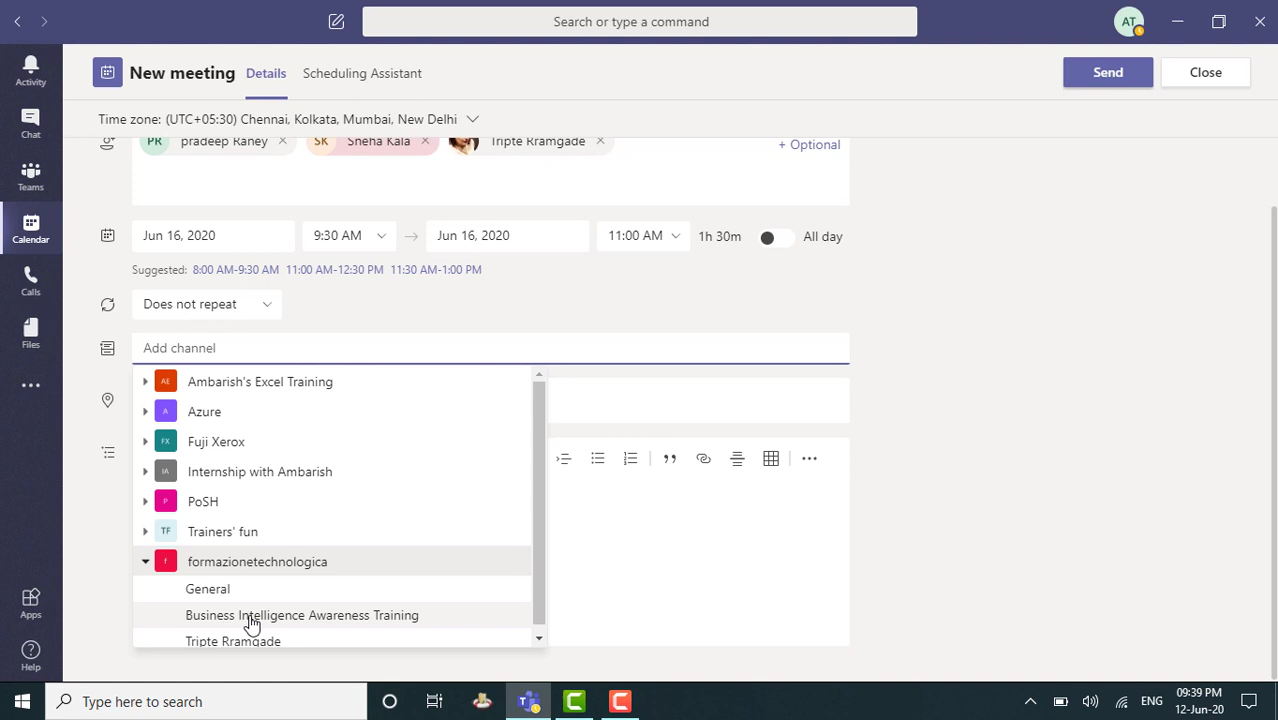 Search or type a command
AT
Activity
Chat
Teams
Calendar
Calls
Files
Apps
Help
New meeting Details Scheduling Assistant Send Close
Time zone: (UTC+05:30) Chennai, Kolkata, Mumbai, New Delhi
PR pradeep Raney SK Sneha Kala Tripte Rramgade + Optional
Jun 16, 2020 9:30 AM Jun 16, 2020 11:00 AM 1h 30m All day
Suggested: 8:00 AM-9:30 AM 11:00 AM-12:30 PM 11:30 AM-1:00 PM
Does not repeat
Add channel
AE Ambarish's Excel Training
A Azure
FX Fuji Xerox
IA Internship with Ambarish
P PoSH
TF Trainers' fun
f formazionetechnologica
General
Business Intelligence Awareness Training
Tripte Rramgade
Type here to search
ENG
09:39 PM
12-Jun-20